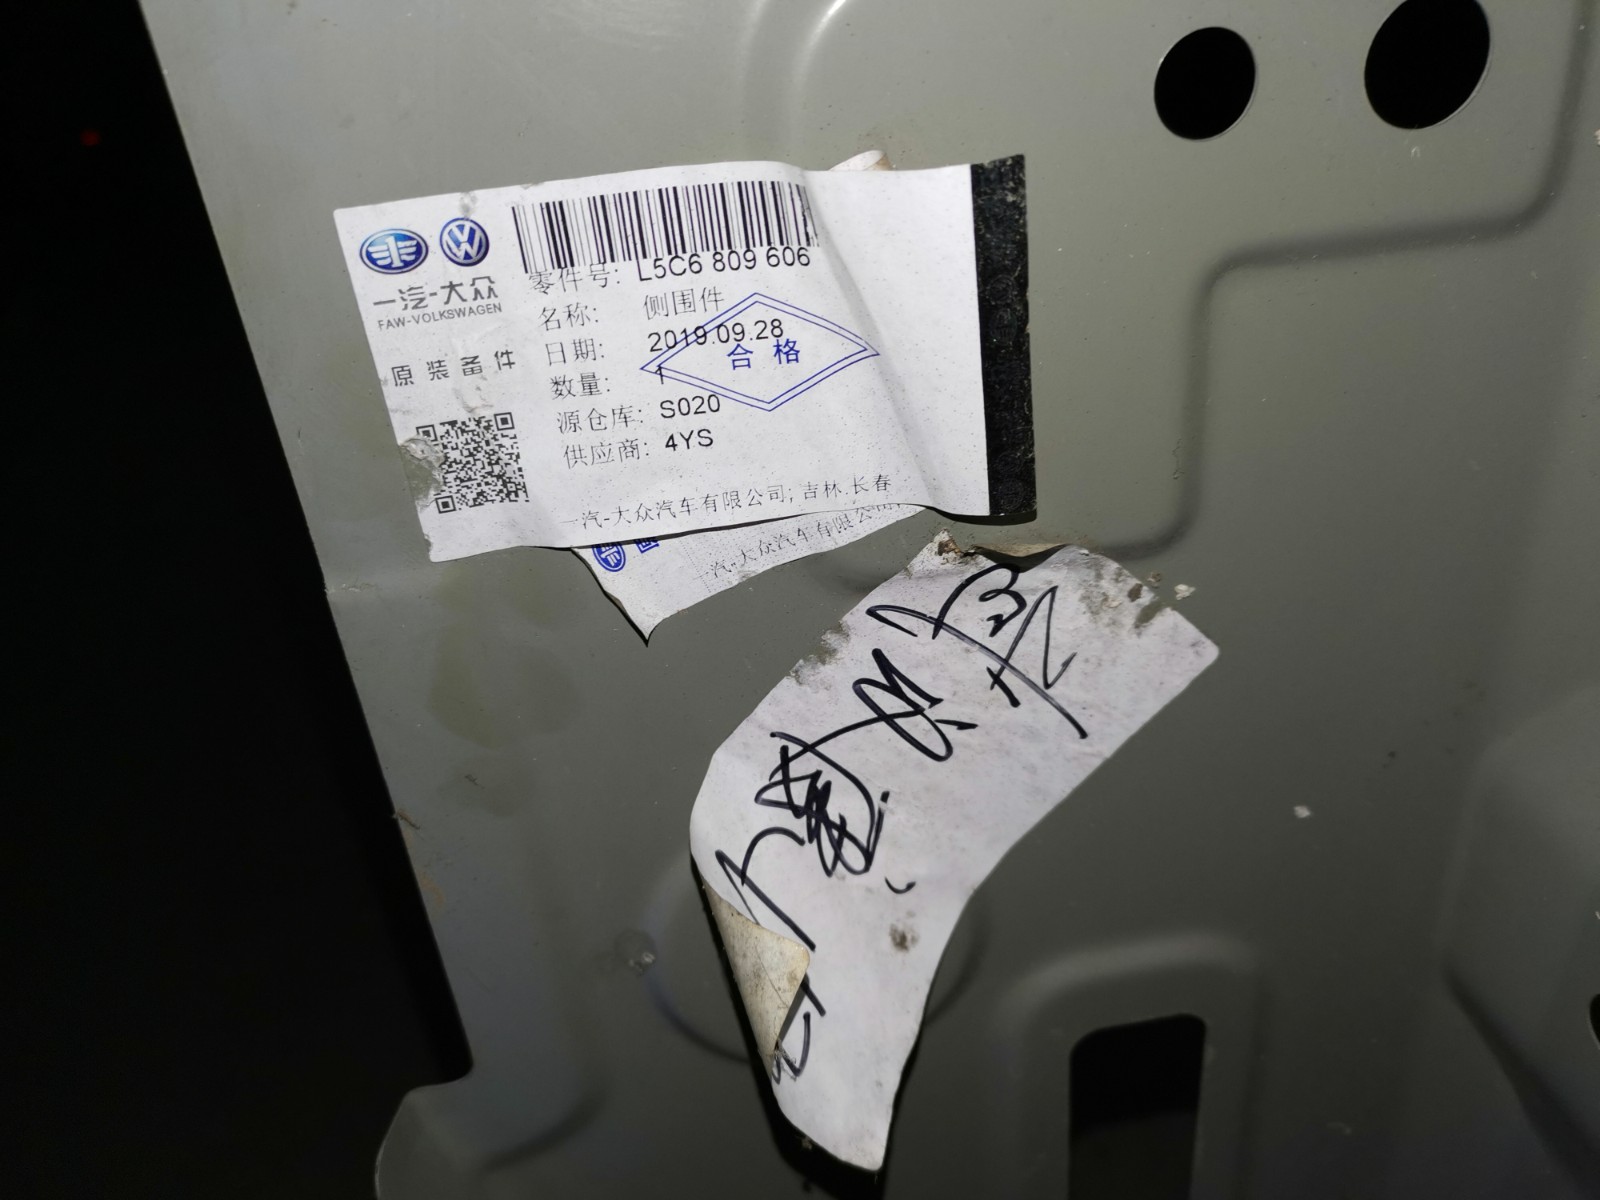 一汽-大众
FAW-VOLKSWAGEN
原装备件
零件号: L5C6 809 606
名称: 侧围件
日期: 2019.09.28
数量: 1
源仓库: S020
供应商: 4YS
合格
一汽-大众汽车有限公司; 吉林.长春
一汽-大众汽车有限公司